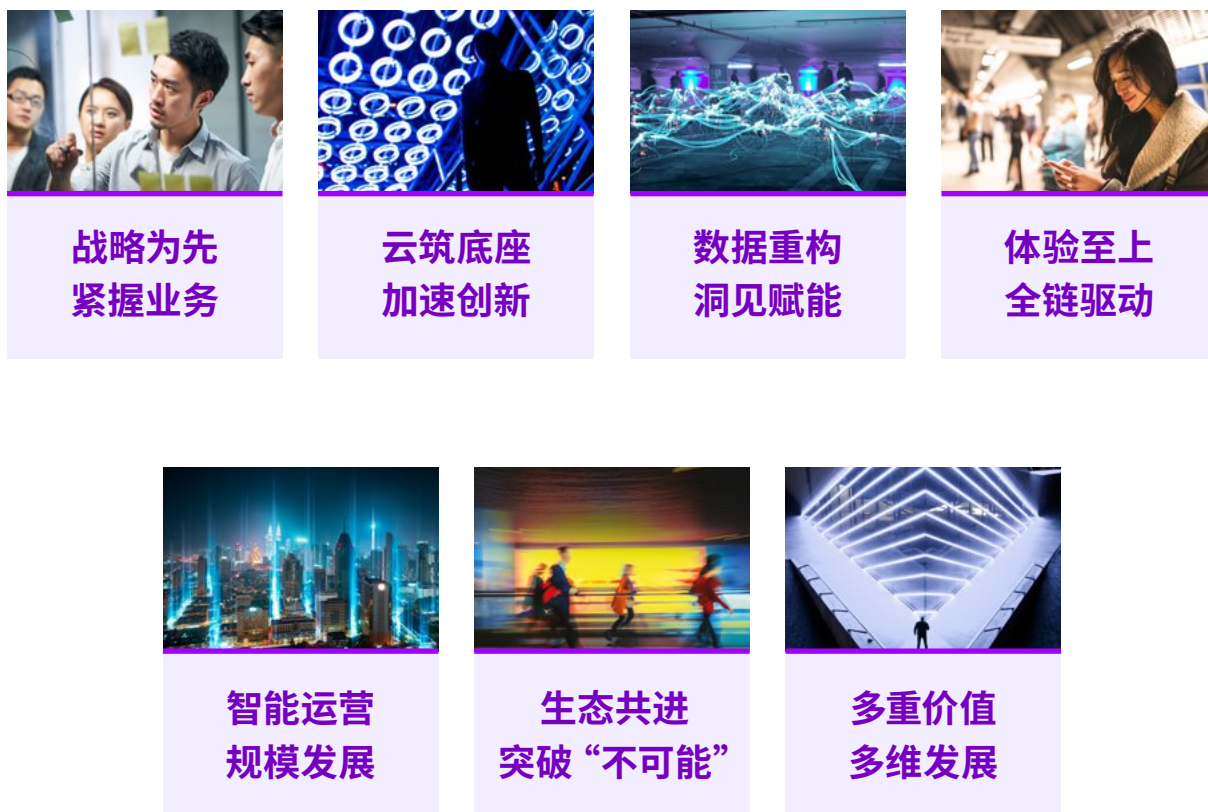 战略为先
紧握业务
云筑底座
加速创新
数据重构
洞见赋能
体验至上
全链驱动
智能运营
规模发展
生态共进
突破“不可能”
多重价值
多维发展